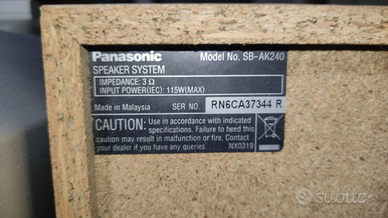 Panasonic Model No. SB-AK240
SPEAKER SYSTEM
IMPEDANCE: 3 Ω
INPUT POWER(IEC): 115W(MAX)
Made in Malaysia SER NO. RN6CA37344 R
CAUTION: Use in accordance with indicated
specifications. Failure to follow this
caution may result in malfunction or fire. Contact
your dealer if you have any queries. NX0319
subito